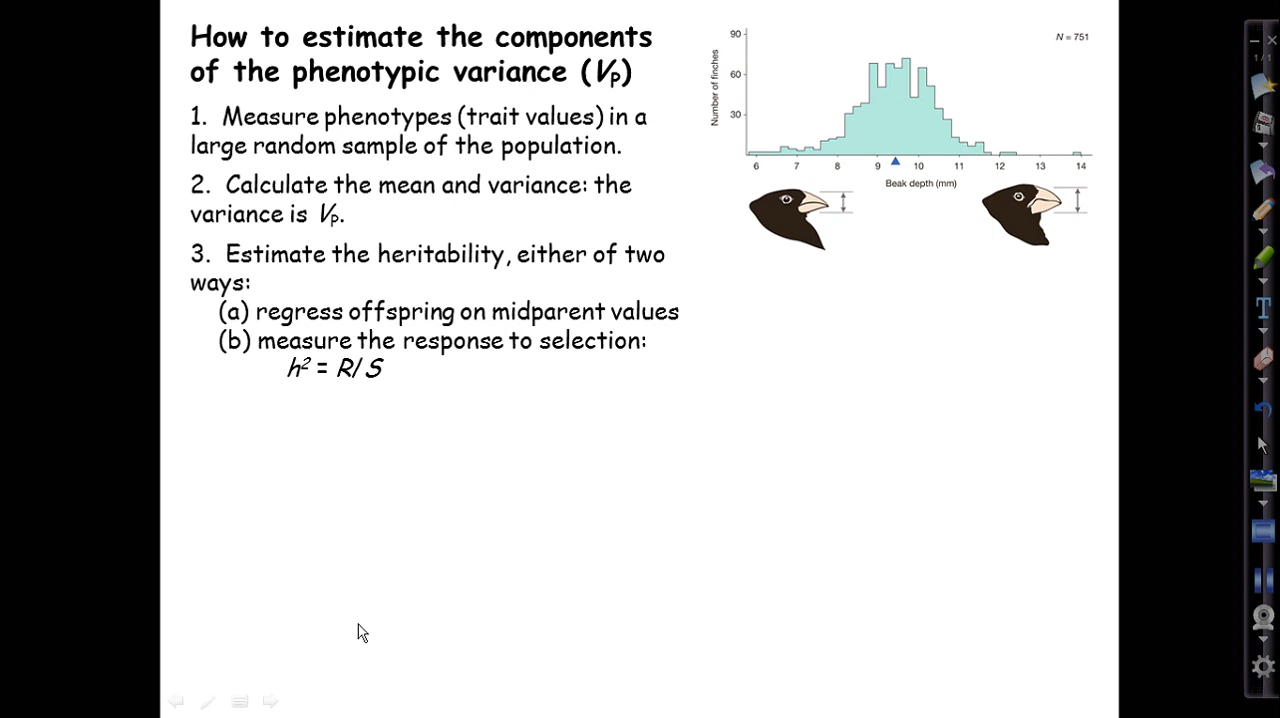 How to estimate the components
of the phenotypic variance (VP)
1. Measure phenotypes (trait values) in a
large random sample of the population.
2. Calculate the mean and variance: the
variance is VP.
3. Estimate the heritability, either of two
ways:
(a) regress offspring on midparent values
(b) measure the response to selection:
h² = R/S
90
60
30
Number of finches
N = 751
6 7 8 9 10 11 12 13 14
Beak depth (mm)
1/1
T